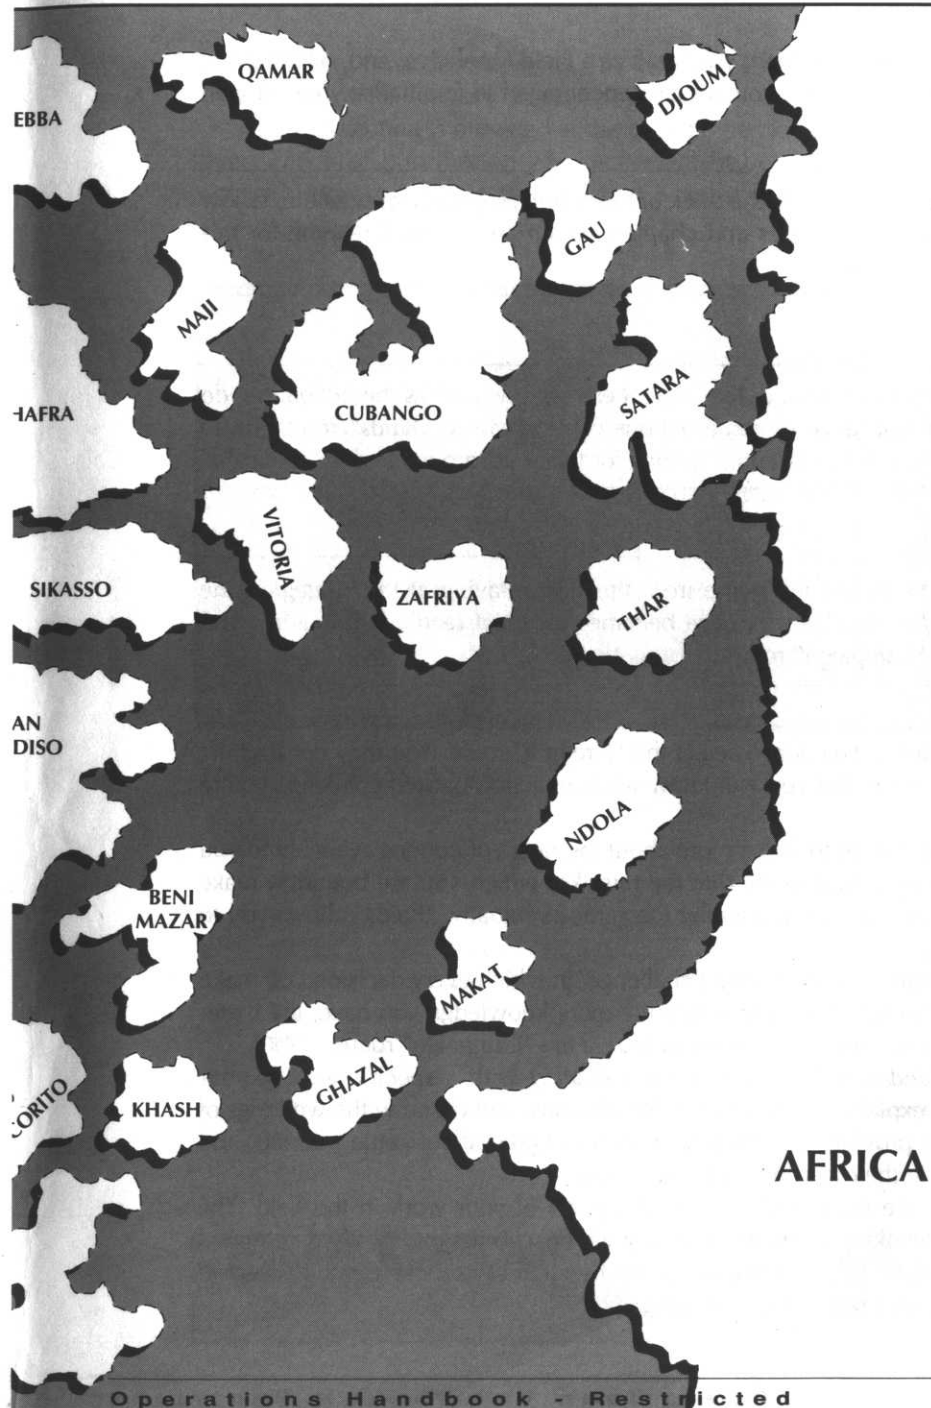 QAMAR
DJOUM
EBBA
GAU
MAJI
SATARA
HAFRA
CUBANGO
VITORIA
SIKASSO
ZAFRIYA
THAR
AN
DISO
NDOLA
BENI
MAZAR
MAKAT
GHAZAL
CORITO
KHASH
AFRICA
Operations Handbook - Restricted